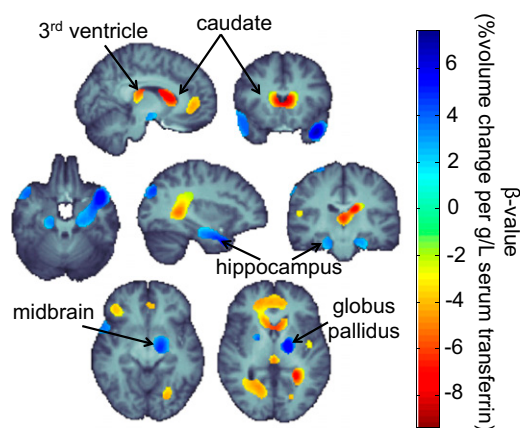 3rd ventricle
caudate
hippocampus
midbrain
globus
pallidus
6
4
2
0
-2
-4
-6
-8
β-value
(%volume change per g/L serum transferrin)